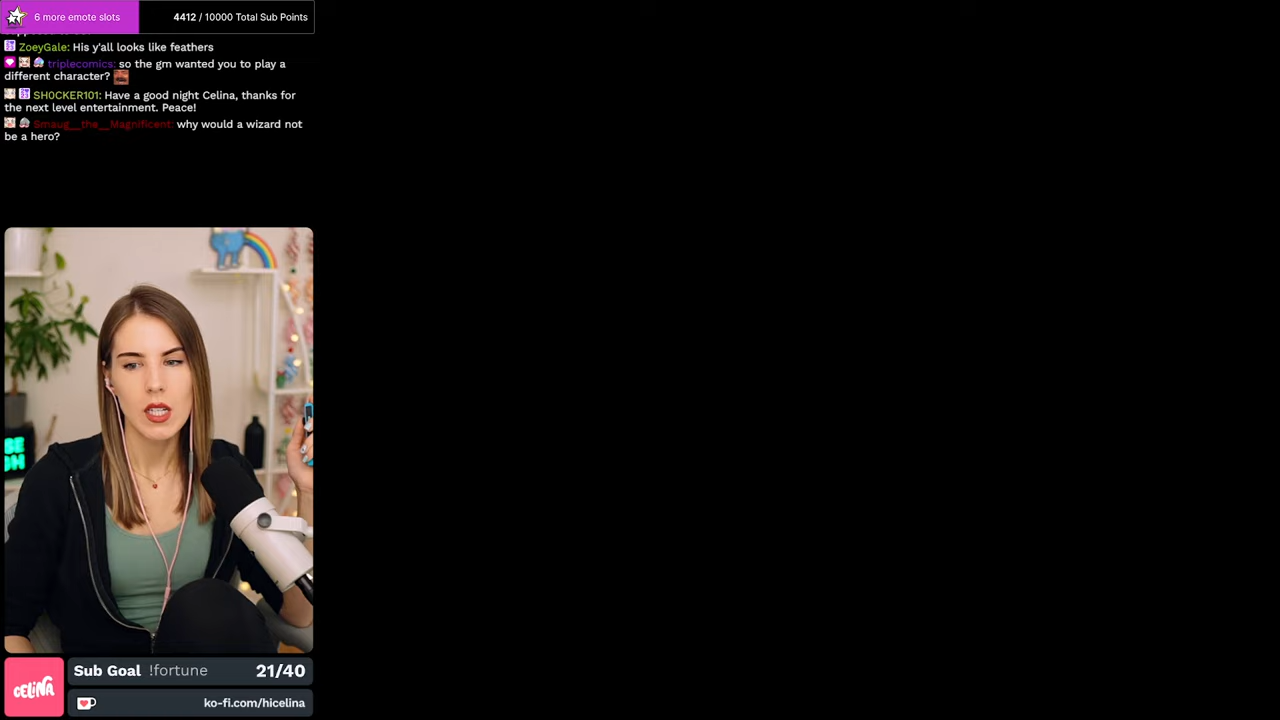 6 more emote slots
4412 / 10000 Total Sub Points
ZoeyGale: His y'all looks like feathers
triplecomics: so the gm wanted you to play a
different character?
SH0CKER101: Have a good night Celina, thanks for
the next level entertainment. Peace!
Smaug__the__Magnificent: why would a wizard not
be a hero?
CELINA
Sub Goal !fortune 21/40
ko-fi.com/hicelina